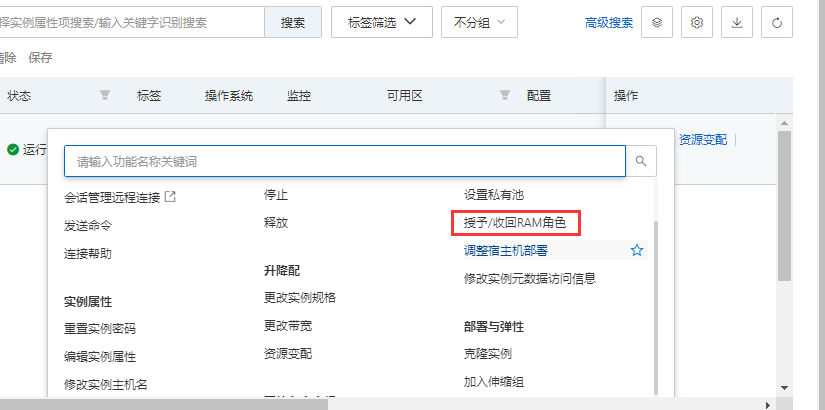 择实例属性项搜索/输入关键字识别搜索 搜索 标签筛选 不分组 高级搜索
清除 保存
状态 标签 操作系统 监控 可用区 配置 操作
运行 资源变配
请输入功能名称关键词
会话管理远程连接 停止 设置私有池
发送命令 释放 授予/收回RAM角色
连接帮助 升降配 调整宿主机部署
实例属性 更改实例规格 修改实例元数据访问信息
重置实例密码 更改带宽 部署与弹性
编辑实例属性 资源变配 克隆实例
修改实例主机名 加入伸缩组